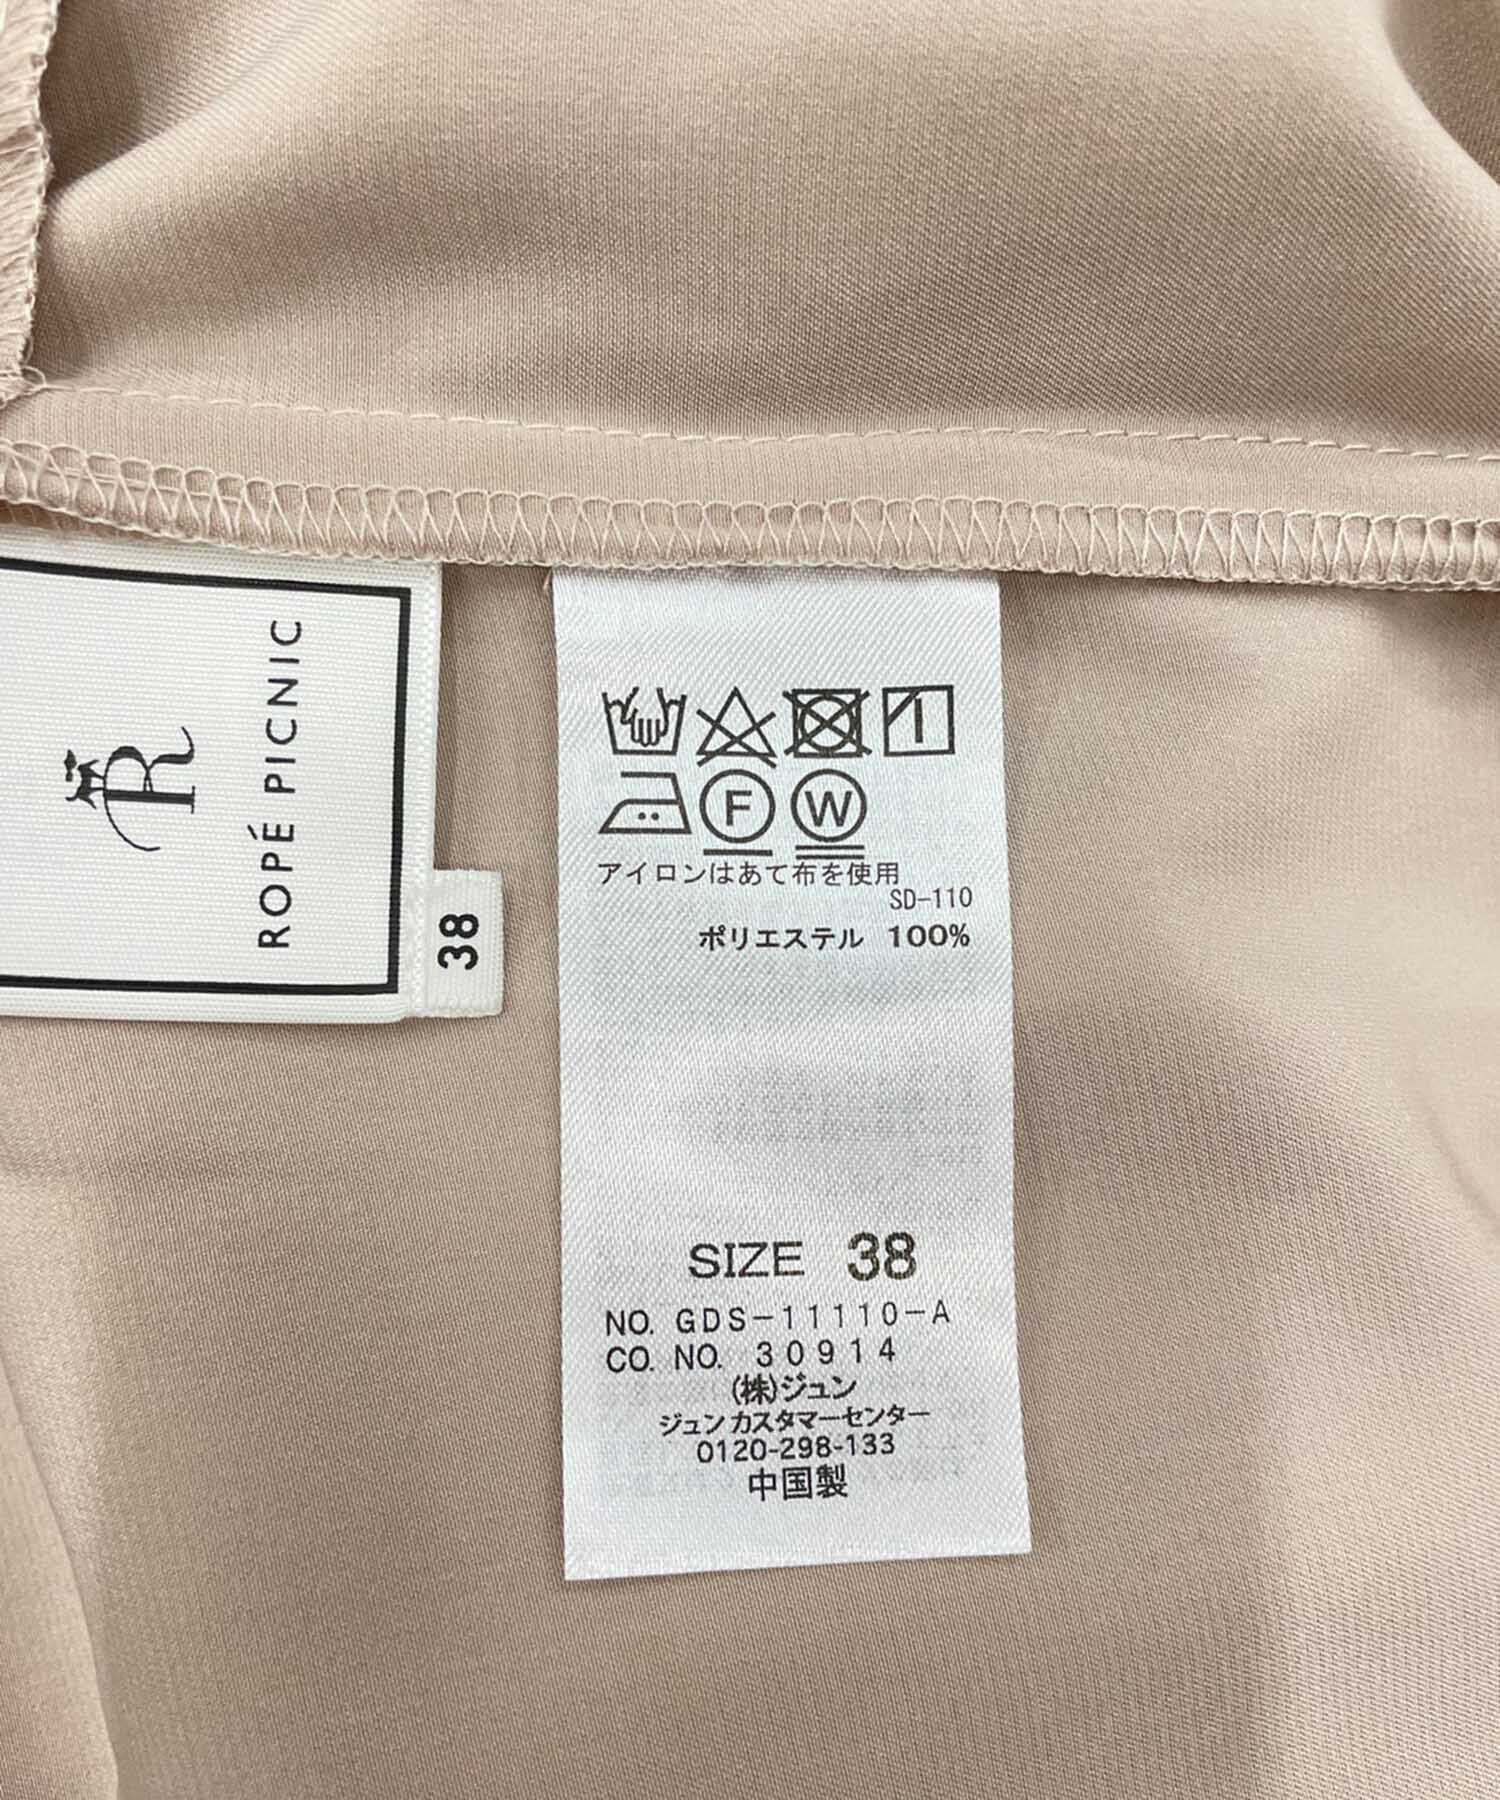 R
ROPÉ PICNIC
38
F W
アイロンはあて布を使用
SD-110
ポリエステル 100%
SIZE 38
NO. GDS-11110-A
CO. NO. 30914
(株)ジュン
ジュンカスタマーセンター
0120-298-133
中国製